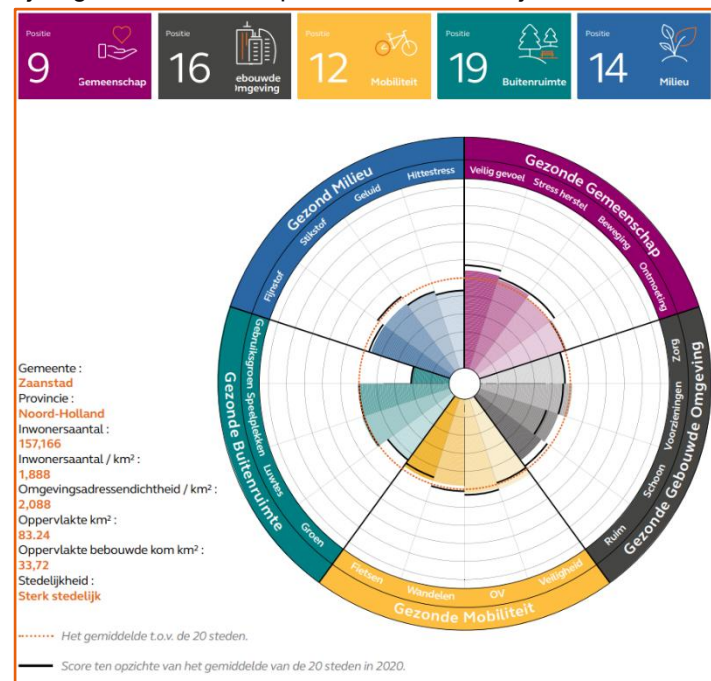 Positie
9
Gemeenschap
Positie
16
ebouwde
Omgeving
Positie
12
Mobiliteit
Positie
19
Buitenruimte
Positie
14
Milieu
Gezond Milieu
Fijnstof
Stikstof
Geluid
Hittestress
Gezonde Gemeenschap
Veilig gevoel
Stress herstel
Beweging
Ontmoeting
Gezonde Gebouwde Omgeving
Zorg
Voorzieningen
Schoon
Ruim
Gezonde Mobiliteit
Veiligheid
OV
Wandelen
Fietsen
Gezonde Buitenruimte
Groen
Luwtes
Speelplekken
Gebruiksgroen
Gemeente :
Zaanstad
Provincie :
Noord-Holland
Inwonersaantal :
157,166
Inwonersaantal / km² :
1,888
Omgevingsadressendichtheid / km² :
2,088
Oppervlakte km² :
83.24
Oppervlakte bebouwde kom km² :
33,72
Stedelijkheid :
Sterk stedelijk
Het gemiddelde t.o.v. de 20 steden.
Score ten opzichte van het gemiddelde van de 20 steden in 2020.